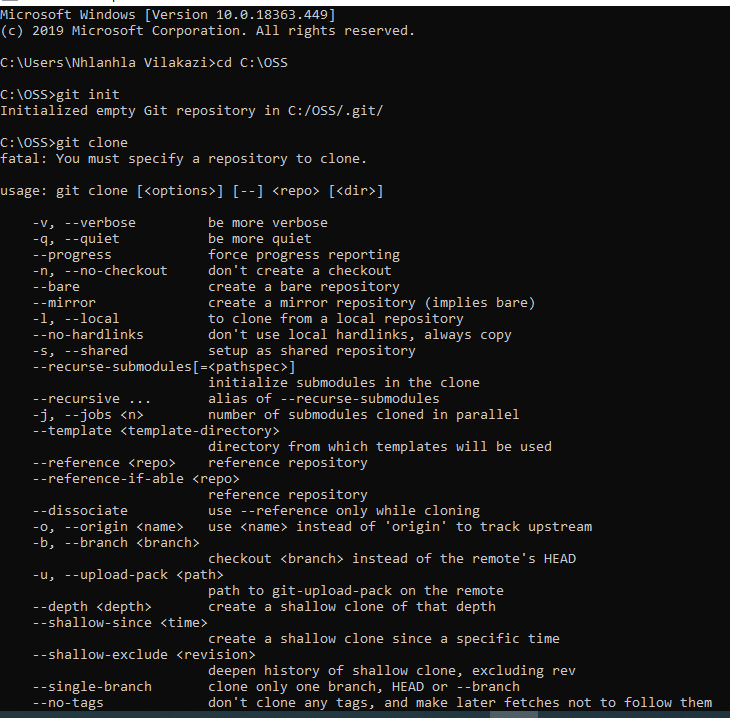 Microsoft Windows [Version 10.0.18363.449]
(c) 2019 Microsoft Corporation. All rights reserved.
C:\Users\Nhlanhla Vilakazi>cd C:\OSS
C:\OSS>git init
Initialized empty Git repository in C:/OSS/.git/
C:\OSS>git clone
fatal: You must specify a repository to clone.
usage: git clone [<options>] [--] <repo> [<dir>]
    -v, --verbose         be more verbose
    -q, --quiet           be more quiet
    --progress            force progress reporting
    -n, --no-checkout     don't create a checkout
    --bare                create a bare repository
    --mirror              create a mirror repository (implies bare)
    -l, --local           to clone from a local repository
    --no-hardlinks        don't use local hardlinks, always copy
    -s, --shared          setup as shared repository
    --recurse-submodules[=<pathspec>]
                          initialize submodules in the clone
    --recursive ...       alias of --recurse-submodules
    -j, --jobs <n>        number of submodules cloned in parallel
    --template <template-directory>
                          directory from which templates will be used
    --reference <repo>    reference repository
    --reference-if-able <repo>
                          reference repository
    --dissociate          use --reference only while cloning
    -o, --origin <name>   use <name> instead of 'origin' to track upstream
    -b, --branch <branch>
                          checkout <branch> instead of the remote's HEAD
    -u, --upload-pack <path>
                          path to git-upload-pack on the remote
    --depth <depth>       create a shallow clone of that depth
    --shallow-since <time>
                          create a shallow clone since a specific time
    --shallow-exclude <revision>
                          deepen history of shallow clone, excluding rev
    --single-branch       clone only one branch, HEAD or --branch
    --no-tags             don't clone any tags, and make later fetches not to follow them